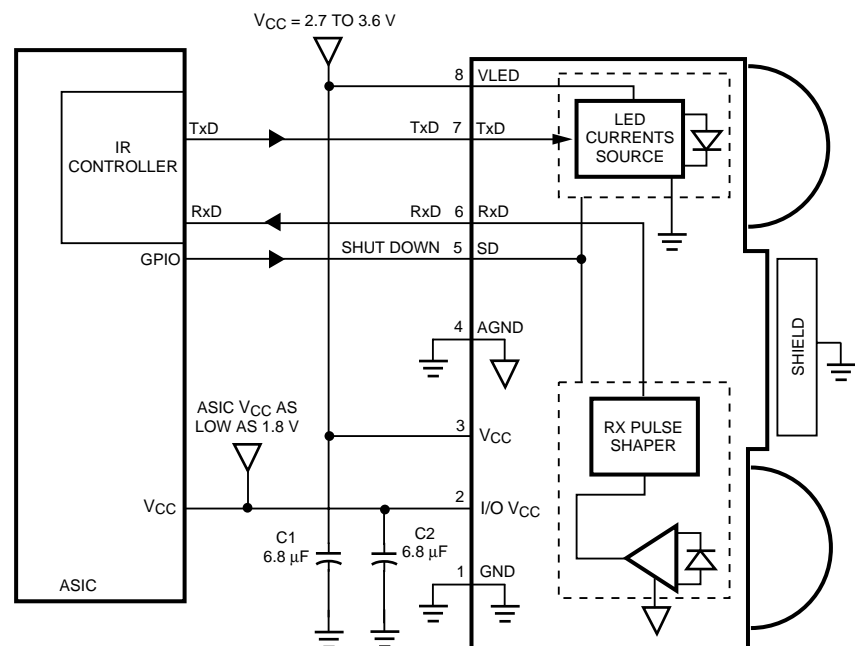 VCC = 2.7 TO 3.6 V
8 VLED
LED
CURRENTS
SOURCE
IR
CONTROLLER
TxD
TxD 7 TxD
RxD
RxD 6 RxD
GPIO
SHUT DOWN 5 SD
4 AGND
SHIELD
ASIC VCC AS
LOW AS 1.8 V
3 VCC
RX PULSE
SHAPER
VCC
2 I/O VCC
C1
6.8 µF
C2
6.8 µF
1 GND
ASIC